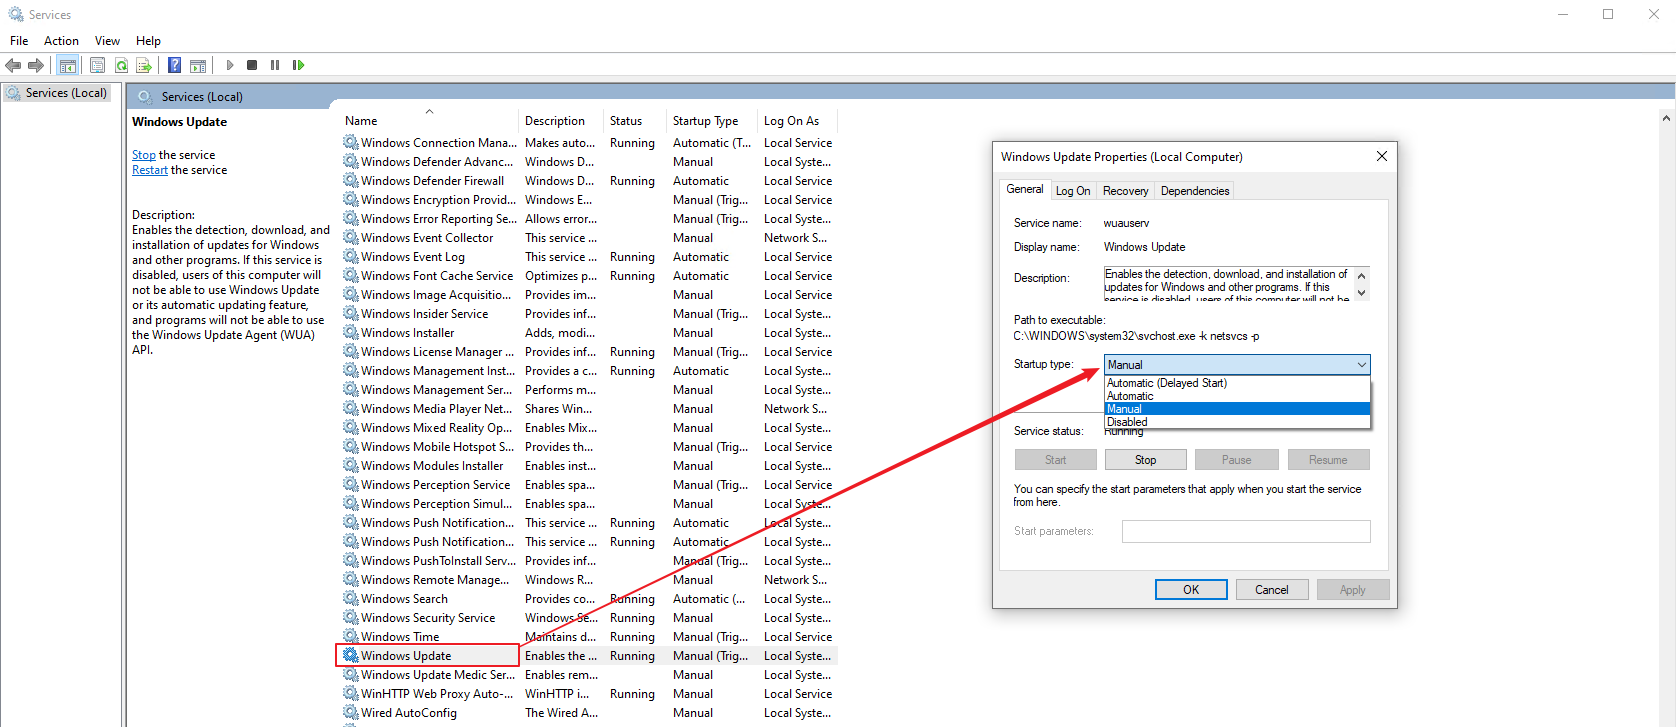 Services
File Action View Help
Services (Local)
Services (Local)
Windows Update
Stop the service
Restart the service
Description:
Enables the detection, download, and
installation of updates for Windows
and other programs. If this service is
disabled, users of this computer will
not be able to use Windows Update
or its automatic updating feature,
and programs will not be able to use
the Windows Update Agent (WUA)
API.
Name Description Status Startup Type Log On As
Windows Connection Mana... Makes auto... Running Automatic (T... Local Service
Windows Defender Advanc... Windows D... Manual Local Syste...
Windows Defender Firewall Windows D... Running Automatic Local Service
Windows Encryption Provid... Windows E... Manual (Trig... Local Service
Windows Error Reporting Se... Allows error... Manual (Trig... Local Syste...
Windows Event Collector This service ... Manual Network S...
Windows Event Log This service ... Running Automatic Local Service
Windows Font Cache Service Optimizes p... Running Automatic Local Service
Windows Image Acquisitio... Provides im... Manual Local Service
Windows Insider Service Provides inf... Manual (Trig... Local Syste...
Windows Installer Adds, modi... Manual Local Syste...
Windows License Manager ... Provides inf... Running Manual (Trig... Local Service
Windows Management Inst... Provides a c... Running Automatic Local Syste...
Windows Management Ser... Performs m... Manual Local Syste...
Windows Media Player Net... Shares Win... Manual Network S...
Windows Mixed Reality Op... Enables Mix... Manual Local Syste...
Windows Mobile Hotspot S... Provides th... Manual (Trig... Local Service
Windows Modules Installer Enables inst... Manual Local Syste...
Windows Perception Service Enables spa... Manual (Trig... Local Service
Windows Perception Simul... Enables spa... Manual Local Syste...
Windows Push Notification... This service ... Running Automatic Local Syste...
Windows Push Notification... This service ... Running Automatic Local Syste...
Windows PushToInstall Serv... Provides inf... Manual (Trig... Local Syste...
Windows Remote Manage... Windows R... Manual Network S...
Windows Search Provides co... Running Automatic (... Local Syste...
Windows Security Service Windows Se... Running Manual Local Syste...
Windows Time Maintains d... Running Manual (Trig... Local Service
Windows Update Enables the ... Running Manual (Trig... Local Syste...
Windows Update Medic Ser... Enables rem... Manual Local Syste...
WinHTTP Web Proxy Auto-... WinHTTP i... Running Manual Local Service
Wired AutoConfig The Wired A... Manual Local Syste...
Windows Update Properties (Local Computer)
General Log On Recovery Dependencies
Service name: wuauserv
Display name: Windows Update
Description: Enables the detection, download, and installation of
updates for Windows and other programs. If this
service is disabled, users of this computer will not be
Path to executable:
C:\WINDOWS\system32\svchost.exe -k netsvcs -p
Startup type: Manual
Automatic (Delayed Start)
Automatic
Manual
Disabled
Service status: Running
Start Stop Pause Resume
You can specify the start parameters that apply when you start the service
from here.
Start parameters:
OK Cancel Apply